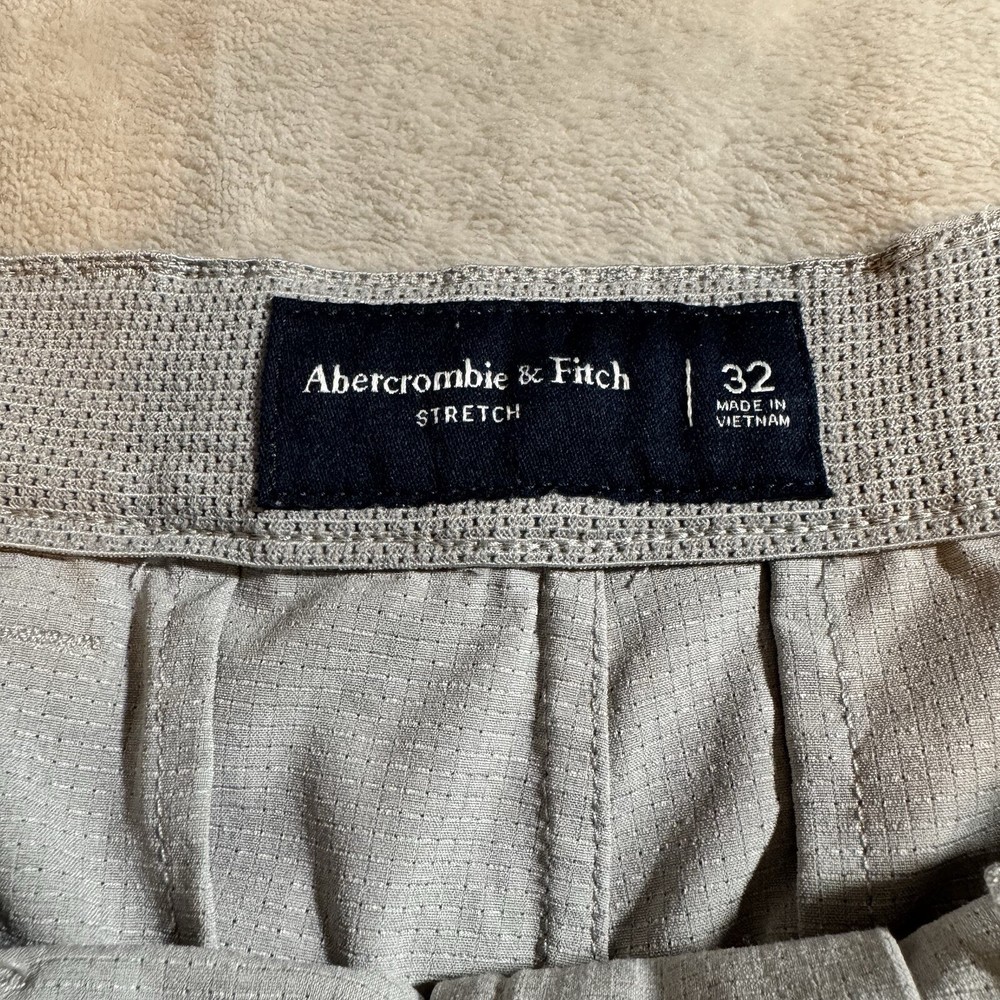 Abercrombie & Fitch
STRETCH
32
MADE IN
VIETNAM